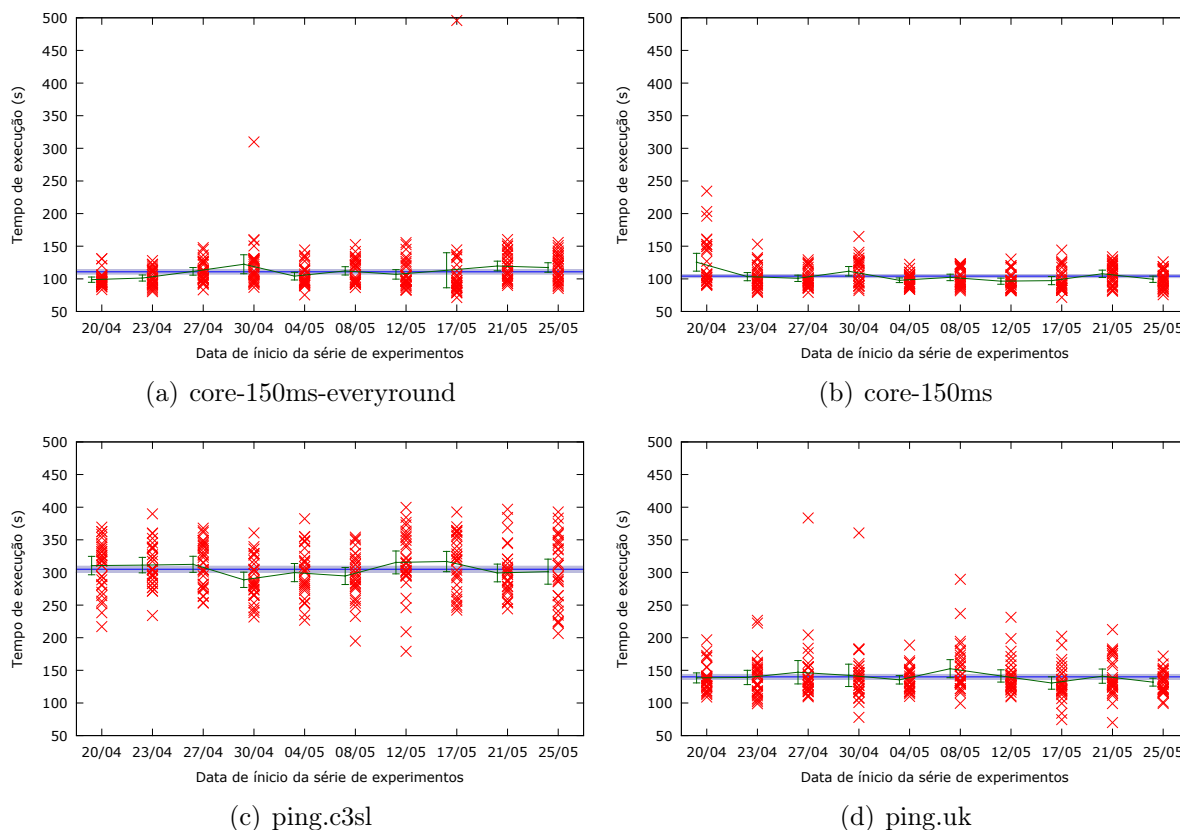 500
450
400
350
300
250
200
150
100
50
Tempo de execução (s)
20/04 23/04 27/04 30/04 04/05 08/05 12/05 17/05 21/05 25/05
Data de ínicio da série de experimentos
(a) core-150ms-everyround
500
450
400
350
300
250
200
150
100
50
Tempo de execução (s)
20/04 23/04 27/04 30/04 04/05 08/05 12/05 17/05 21/05 25/05
Data de ínicio da série de experimentos
(b) core-150ms
500
450
400
350
300
250
200
150
100
50
Tempo de execução (s)
20/04 23/04 27/04 30/04 04/05 08/05 12/05 17/05 21/05 25/05
Data de ínicio da série de experimentos
(c) ping.c3sl
500
450
400
350
300
250
200
150
100
50
Tempo de execução (s)
20/04 23/04 27/04 30/04 04/05 08/05 12/05 17/05 21/05 25/05
Data de ínicio da série de experimentos
(d) ping.uk